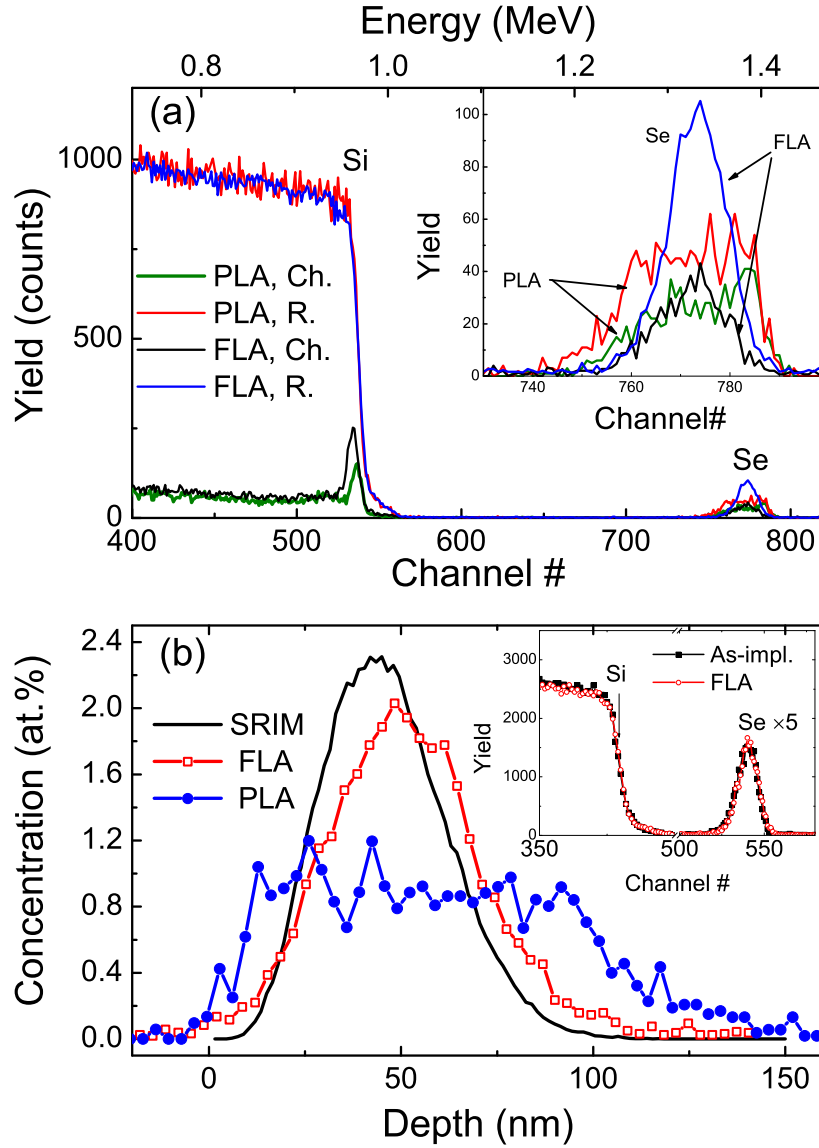 Energy (MeV)
0.8 1.0 1.2 1.4
(a)
Si
Yield (counts)
1000
500
0
PLA, Ch.
PLA, R.
FLA, Ch.
FLA, R.
Se
400 500 600 700 800
Channel #
Yield
100
80
60
40
20
0
Se
FLA
PLA
740 760 780
Channel#
(b)
Concentration (at.%)
2.4
2.0
1.6
1.2
0.8
0.4
0.0
SRIM
FLA
PLA
0 50 100 150
Depth (nm)
Yield
3000
2000
1000
0
Si
As-impl.
FLA
Se ×5
350 500 550
Channel #